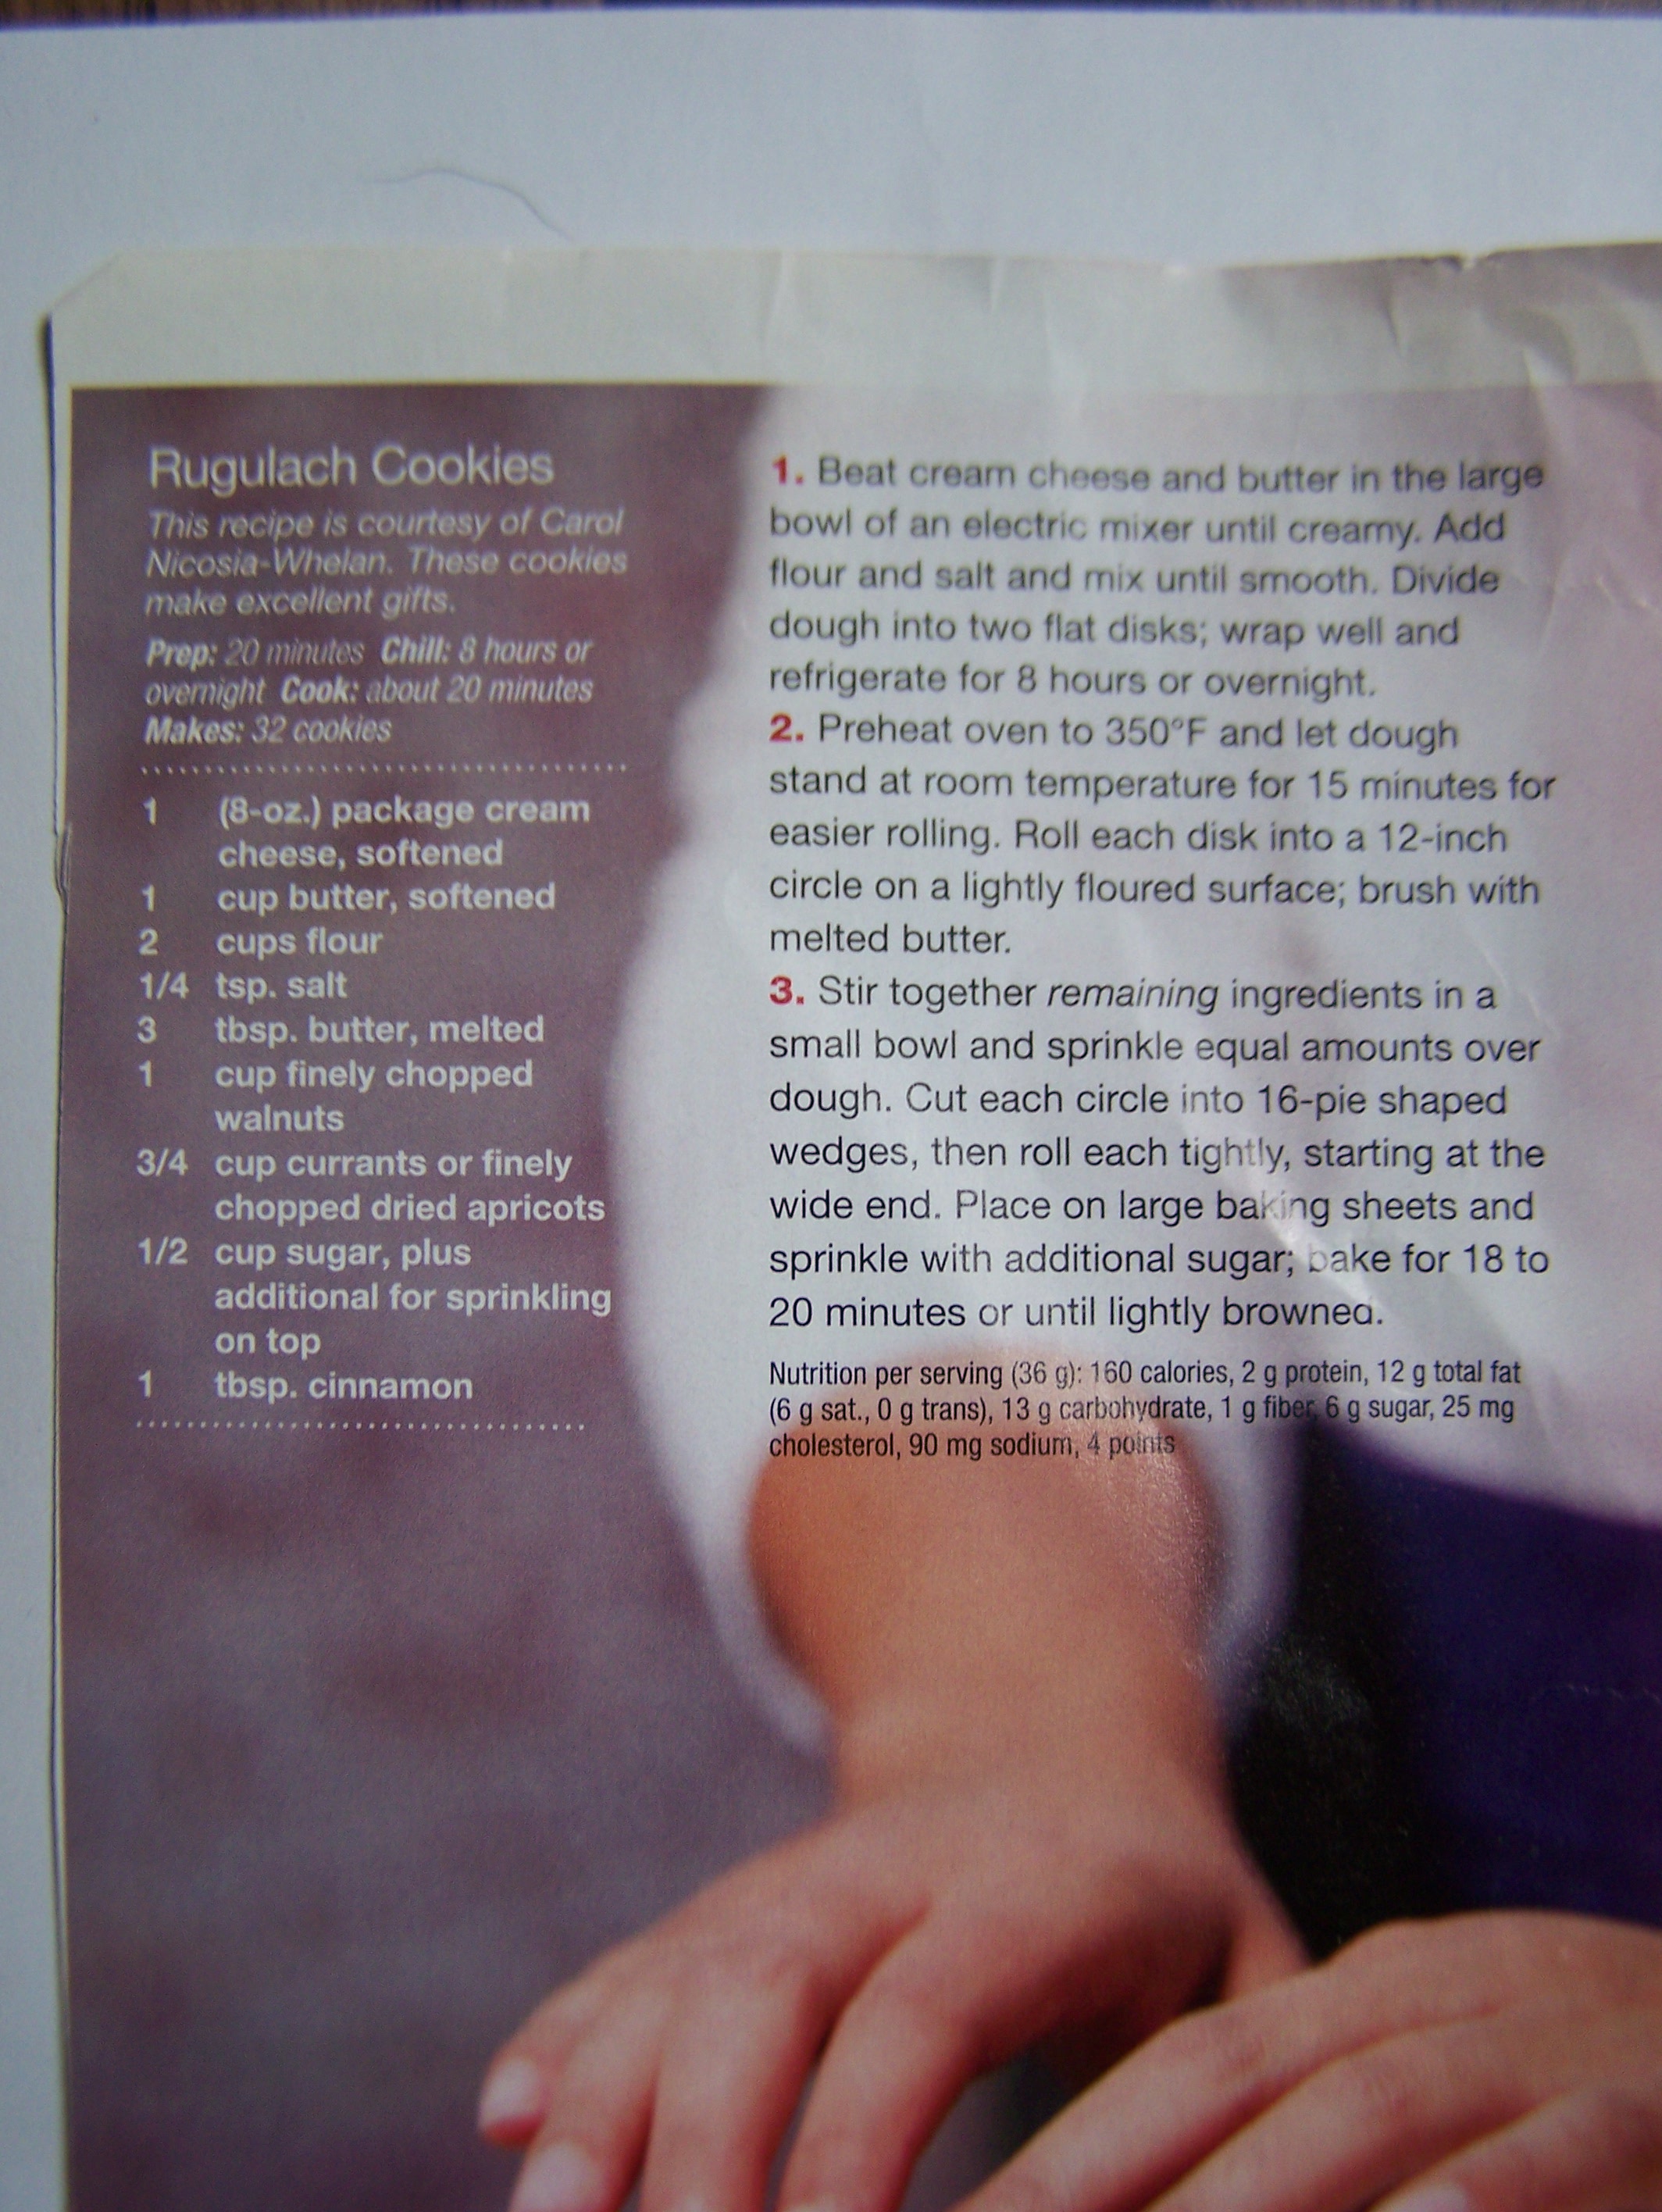 Rugulach Cookies
This recipe is courtesy of Carol
Nicosia-Whelan. These cookies
make excellent gifts.
Prep: 20 minutes Chill: 8 hours or
overnight Cook: about 20 minutes
Makes: 32 cookies
1 (8-oz.) package cream
cheese, softened
1 cup butter, softened
2 cups flour
1/4 tsp. salt
3 tbsp. butter, melted
1 cup finely chopped
walnuts
3/4 cup currants or finely
chopped dried apricots
1/2 cup sugar, plus
additional for sprinkling
on top
1 tbsp. cinnamon
1. Beat cream cheese and butter in the large
bowl of an electric mixer until creamy. Add
flour and salt and mix until smooth. Divide
dough into two flat disks; wrap well and
refrigerate for 8 hours or overnight.
2. Preheat oven to 350°F and let dough
stand at room temperature for 15 minutes for
easier rolling. Roll each disk into a 12-inch
circle on a lightly floured surface; brush with
melted butter.
3. Stir together remaining ingredients in a
small bowl and sprinkle equal amounts over
dough. Cut each circle into 16-pie shaped
wedges, then roll each tightly, starting at the
wide end. Place on large baking sheets and
sprinkle with additional sugar; bake for 18 to
20 minutes or until lightly browned.
Nutrition per serving (36 g): 160 calories, 2 g protein, 12 g total fat
(6 g sat., 0 g trans), 13 g carbohydrate, 1 g fiber, 6 g sugar, 25 mg
cholesterol, 90 mg sodium, 4 points